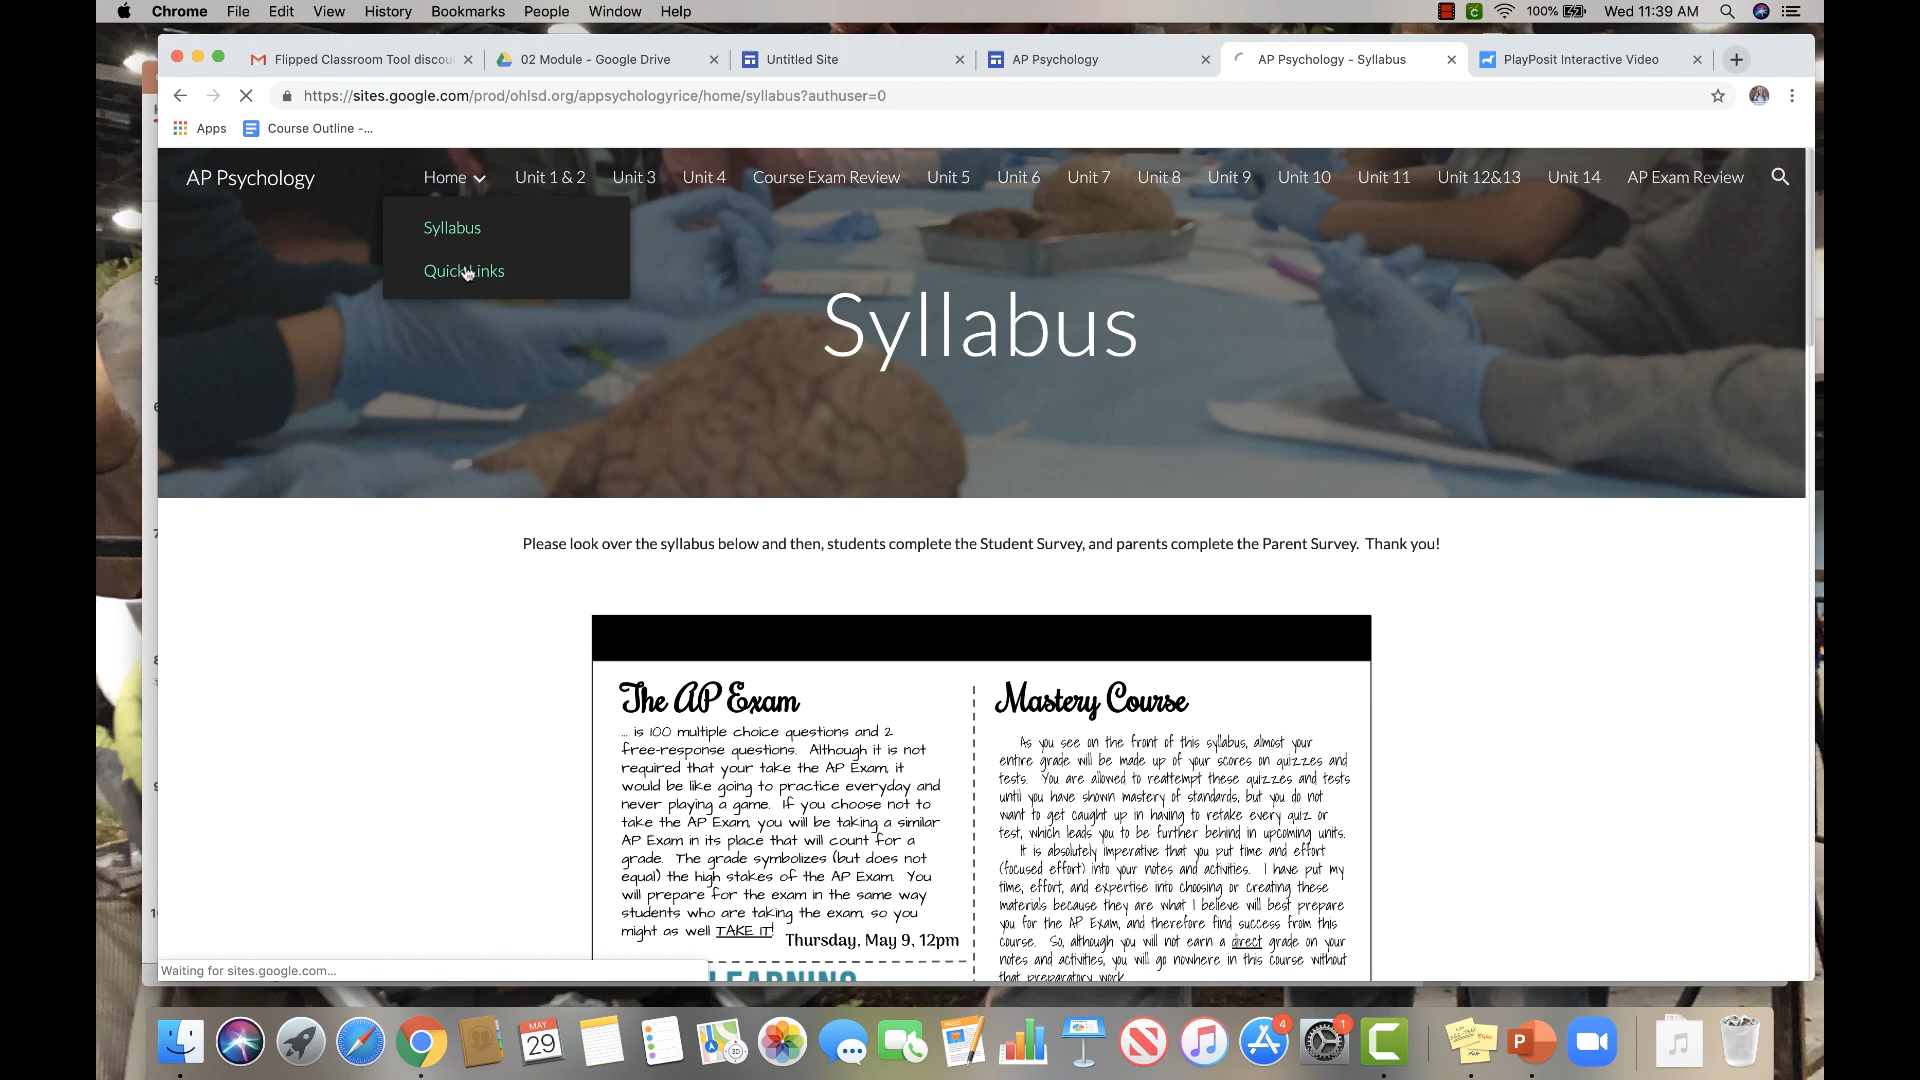 Chrome File Edit View History Bookmarks People Window Help 100% Wed 11:39 AM
Flipped Classroom Tool discou 02 Module - Google Drive Untitled Site AP Psychology AP Psychology - Syllabus PlayPosit Interactive Video
https://sites.google.com/prod/ohlsd.org/appsychologyrice/home/syllabus?authuser=0
Apps Course Outline -...
AP Psychology Home Unit 1 & 2 Unit 3 Unit 4 Course Exam Review Unit 5 Unit 6 Unit 7 Unit 8 Unit 9 Unit 10 Unit 11 Unit 12&13 Unit 14 AP Exam Review
Syllabus
Quick Links
Syllabus
Please look over the syllabus below and then, students complete the Student Survey, and parents complete the Parent Survey. Thank you!
The AP Exam
... is 100 multiple choice questions and 2
free-response questions. Although it is not
required that your take the AP Exam, it
would be like going to practice everyday and
never playing a game. If you choose not to
take the AP Exam, you will be taking a similar
AP Exam in its place that will count for a
grade. The grade symbolizes (but does not
equal) the high stakes of the AP Exam. You
will prepare for the exam in the same way
students who are taking the exam, so you
might as well TAKE IT!
Thursday, May 9, 12pm
LEARNING
Mastery Course
As you see on the front of this syllabus, almost your
entire grade will be made up of your scores on quizzes and
tests. You are allowed to reattempt these quizzes and tests
until you have shown mastery of standards, but you do not
want to get caught up in having to retake every quiz or
test, which leads you to be further behind in upcoming units.
It is absolutely imperative that you put time and effort
(focused effort) into your notes and activities. I have put my
time, effort, and expertise into choosing or creating these
materials because they are what I believe will best prepare
you for the AP Exam, and therefore find success from this
course. So, although you will not earn a direct grade on your
notes and activities, you will go nowhere in this course without
that preparatory work
Waiting for sites.google.com...
MAY
29
3D
4
1
P